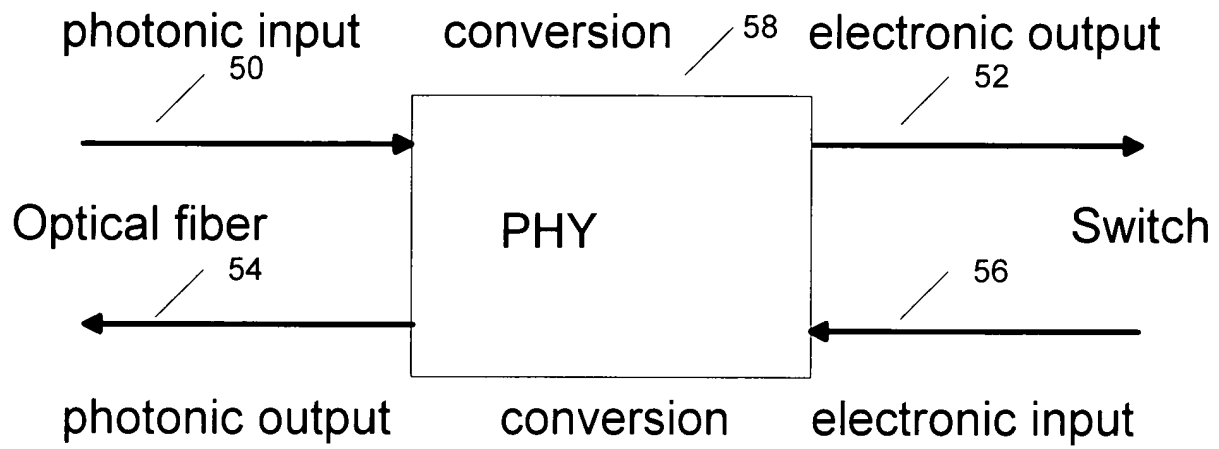 photonic input
conversion
58
electronic output
50
52
Optical fiber
PHY
Switch
54
56
photonic output
conversion
electronic input